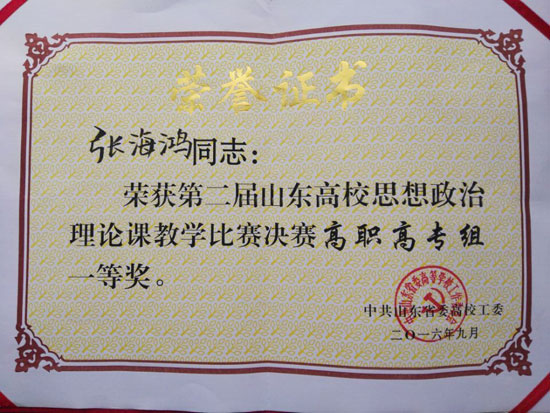 荣誉证书
张海鸿同志：
荣获第二届山东高校思想政治
理论课教学比赛决赛高职高专组
一等奖。
中共山东省委高校工委
二〇一六年九月